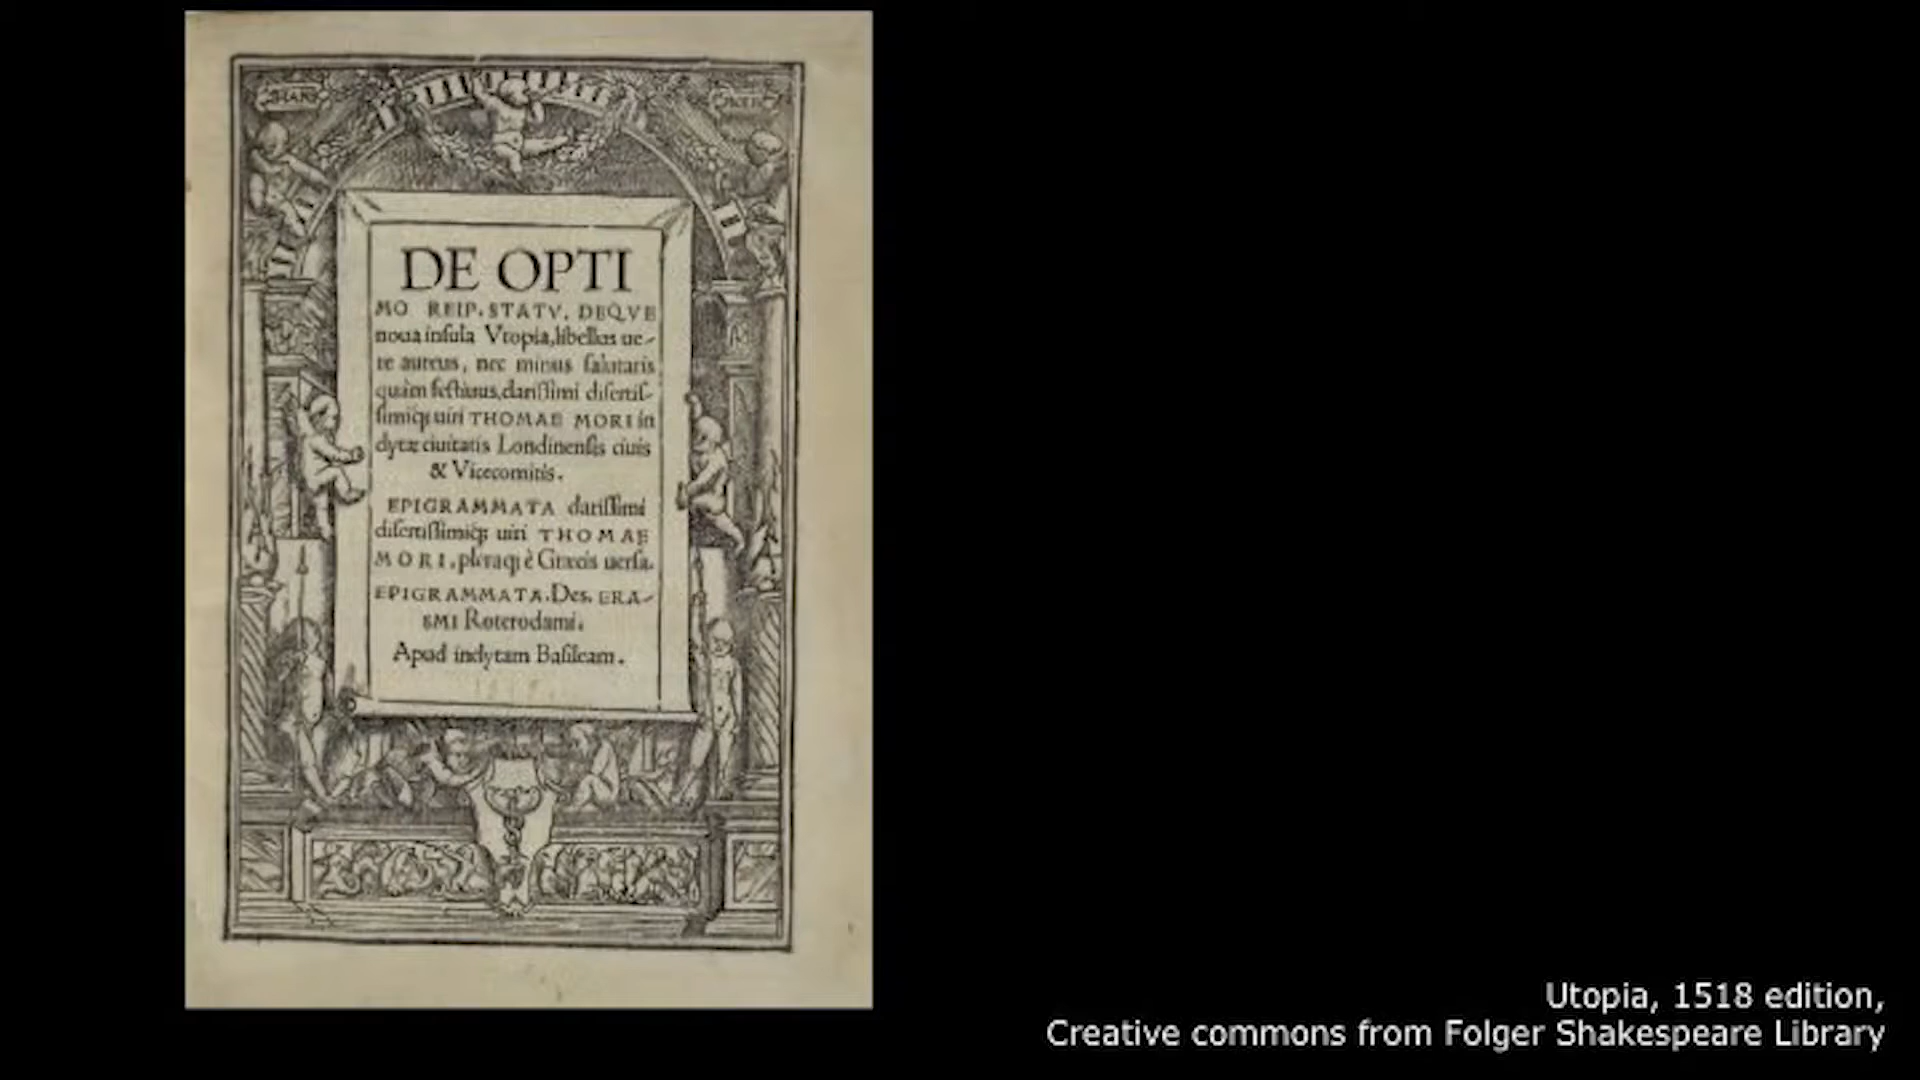 DE OPTI
MO REIP. STATV, DEQVE
noua insula Vtopia, libellus ue-
re aureus, nec minus salutaris
quàm festiuus, clarissimi disertis-
simiq; uiri THOMAE MORI in
clytæ ciuitatis Londinensis ciuis
& Vicecomitis.
EPIGRAMMATA clarissimi
disertissimiq; uiri THOMAE
MORI, pleraq; è Græcis uersa.
EPIGRAMMATA. Des. ERA-
SMI Roterodami.
Apud inclytam Basileam.
HANS
Utopia, 1518 edition,
Creative commons from Folger Shakespeare Library